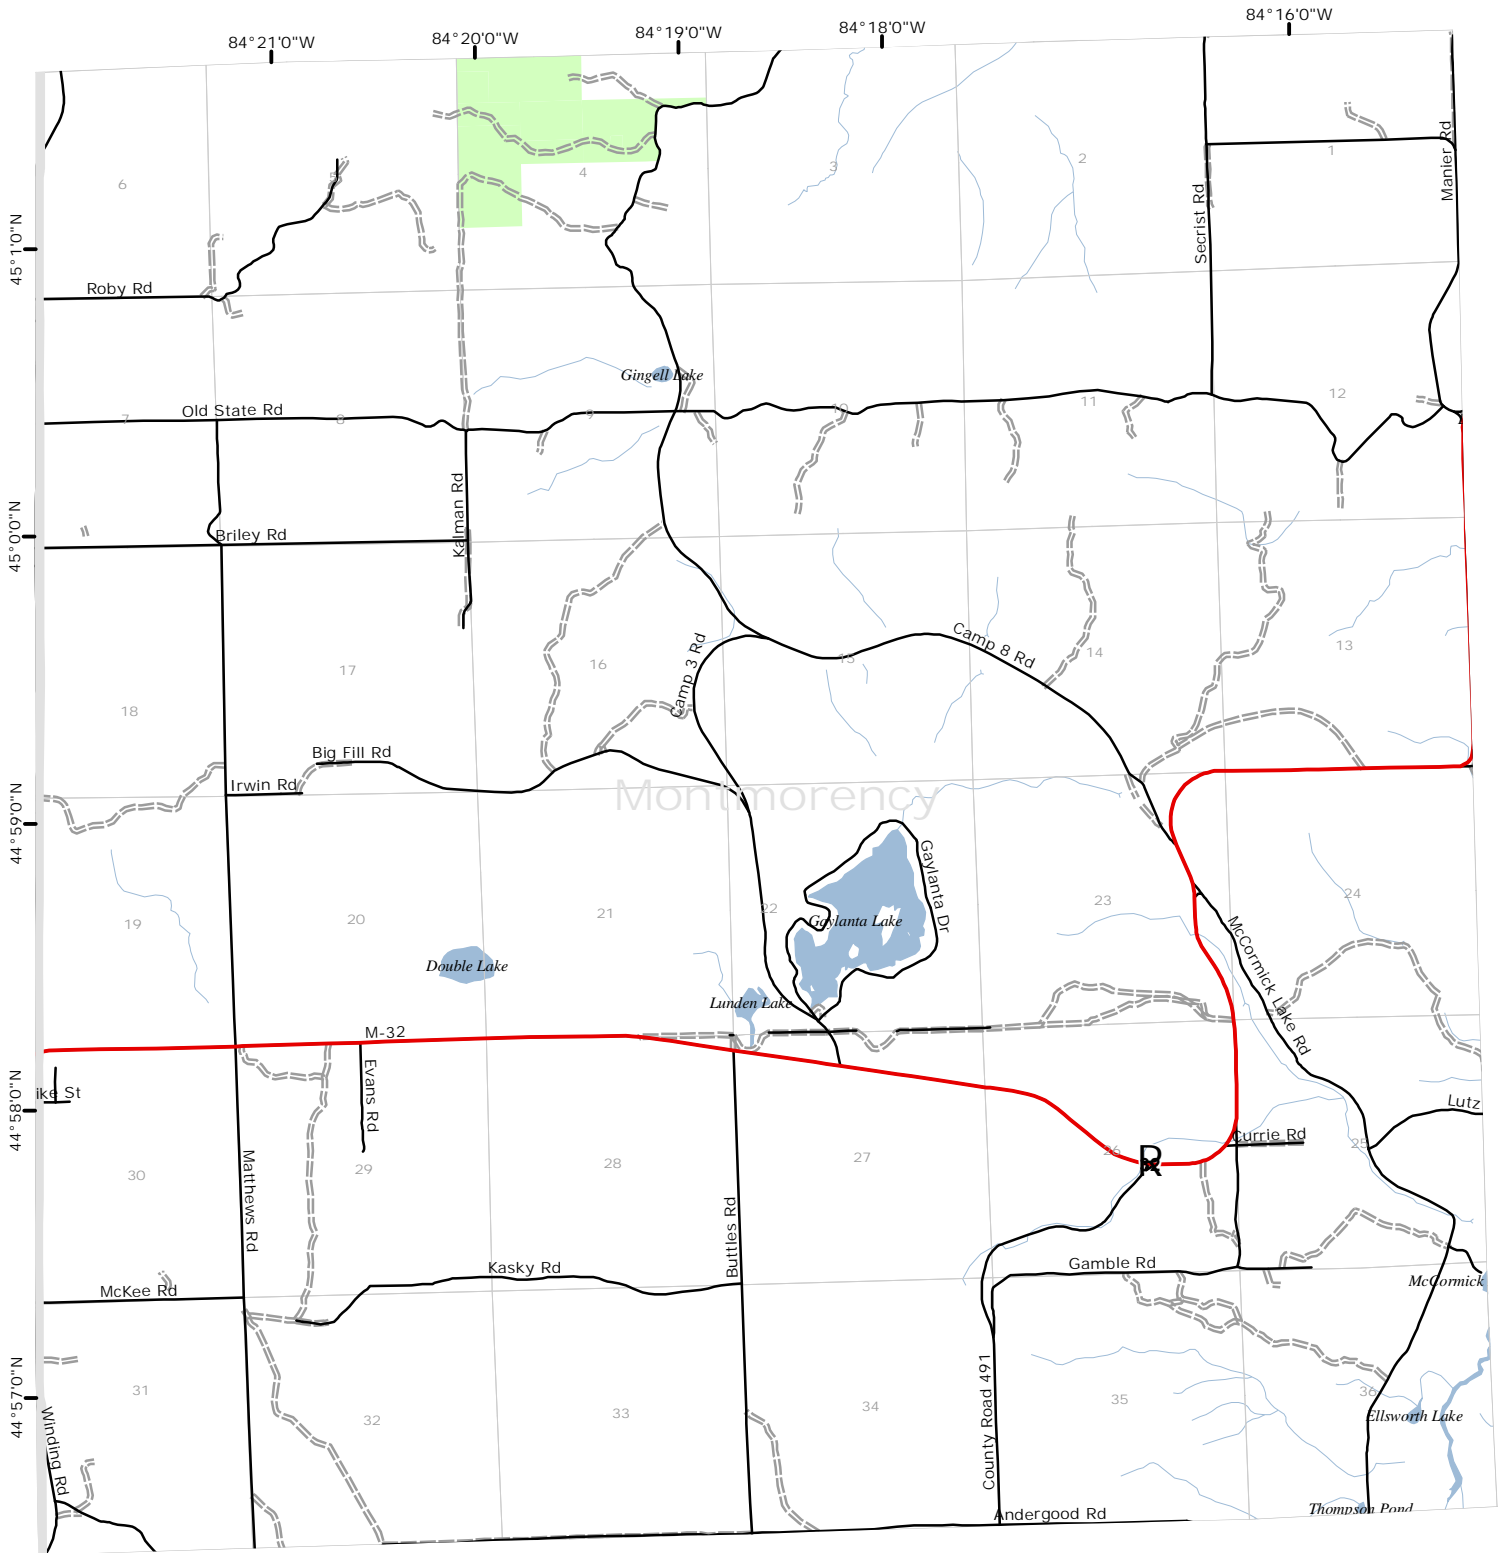 84°21'0"W
84°20'0"W
84°19'0"W
84°18'0"W
84°16'0"W
6
5
4
3
2
1
Manier Rd
Secrist Rd
45°1'0"N
Roby Rd
Gingell Lake
Old State Rd
7
8
9
10
11
12
Kalman Rd
45°0'0"N
Briley Rd
Camp 3 Rd
Camp 8 Rd
18
17
16
15
14
13
Big Fill Rd
Irwin Rd
Montmorency
44°59'0"N
Gaylanta Dr
19
20
21
22
23
24
Gaylanta Lake
McCormick Lake Rd
Double Lake
Lunden Lake
M-32
Evans Rd
ike St
44°58'0"N
Lutz
Currie Rd
30
29
28
27
26
25
R
Matthews Rd
Buttles Rd
Kasky Rd
Gamble Rd
McKee Rd
McCormick
44°57'0"N
31
32
33
34
35
36
County Road 491
Ellsworth Lake
Winding Rd
Andergood Rd
Thompson Pond